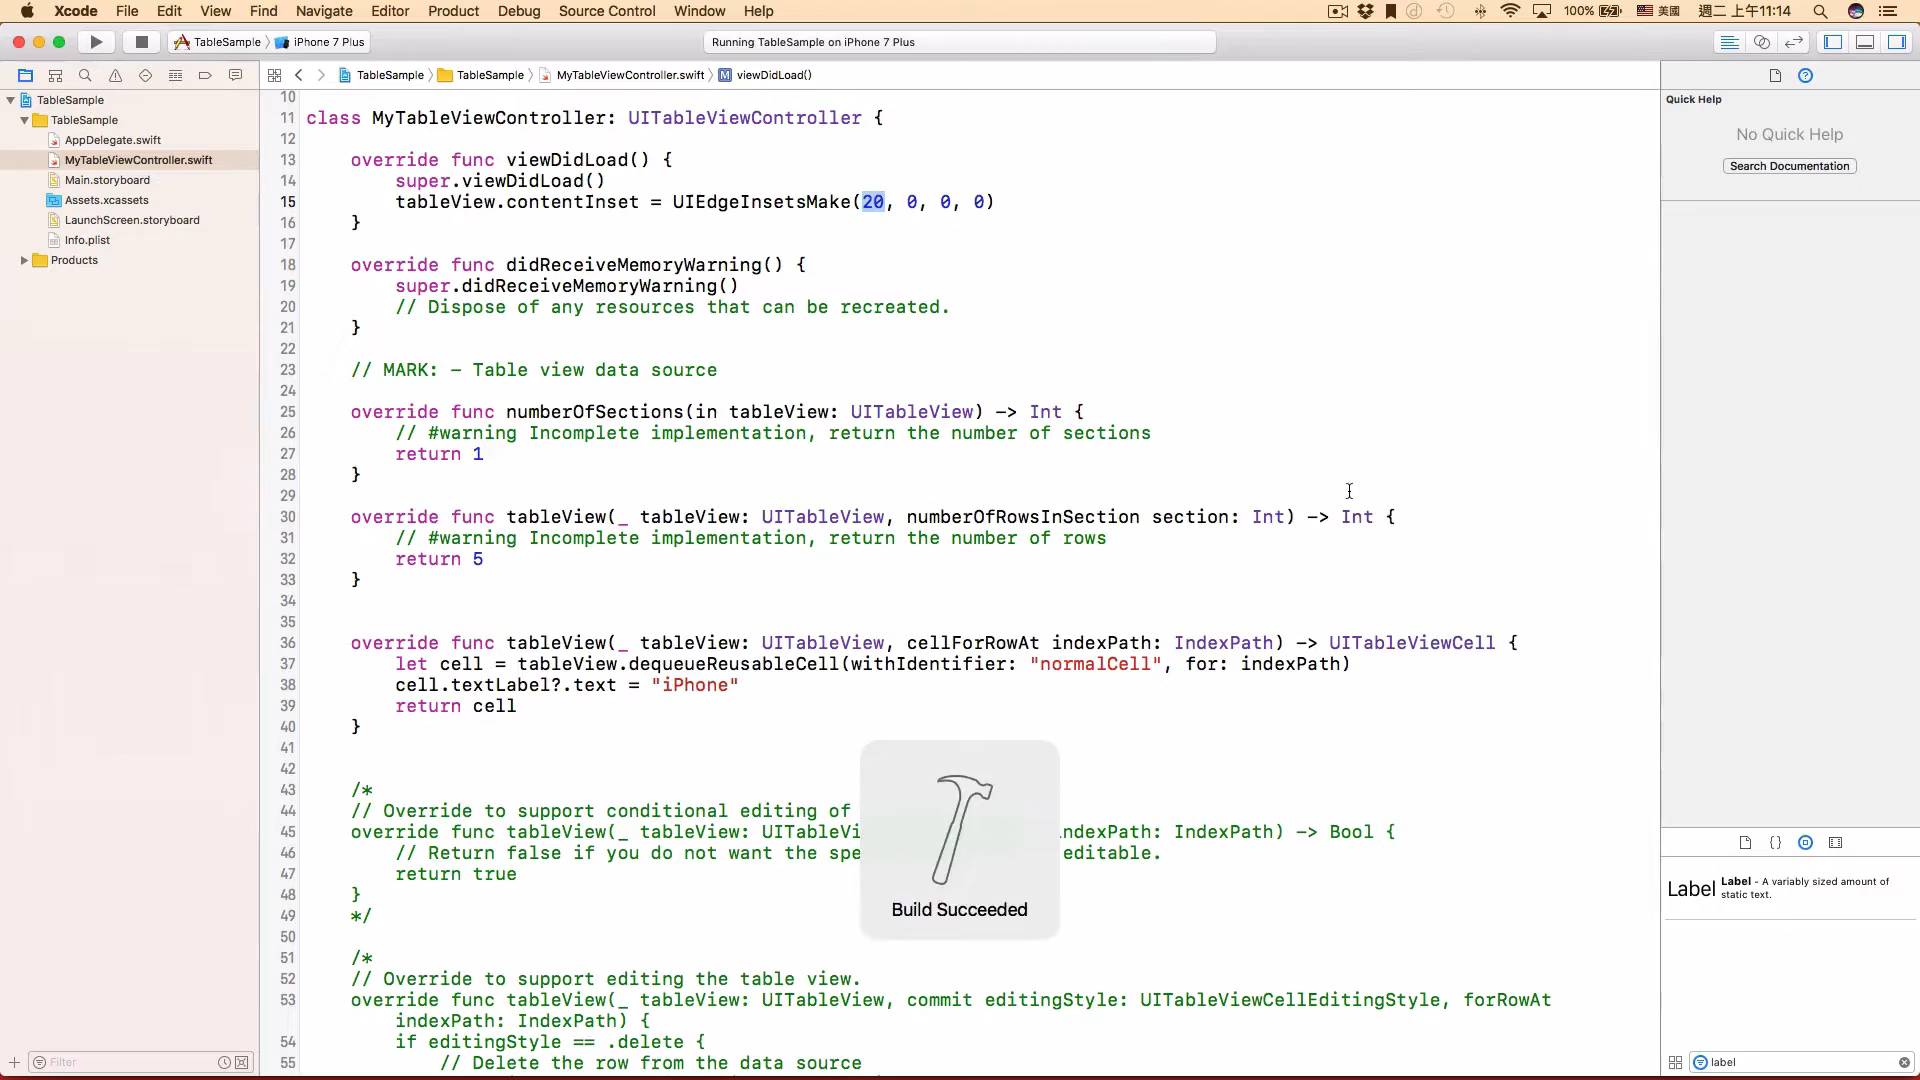 Xcode File Edit View Find Navigate Editor Product Debug Source Control Window Help 100% 美國 週二 上午11:14
TableSample iPhone 7 Plus Running TableSample on iPhone 7 Plus
TableSample TableSample MyTableViewController.swift M viewDidLoad()
TableSample
TableSample
AppDelegate.swift
MyTableViewController.swift
Main.storyboard
Assets.xcassets
LaunchScreen.storyboard
Info.plist
Products
Filter
10
11 class MyTableViewController: UITableViewController {
12
13 override func viewDidLoad() {
14 super.viewDidLoad()
15 tableView.contentInset = UIEdgeInsetsMake(20, 0, 0, 0)
16 }
17
18 override func didReceiveMemoryWarning() {
19 super.didReceiveMemoryWarning()
20 // Dispose of any resources that can be recreated.
21 }
22
23 // MARK: - Table view data source
24
25 override func numberOfSections(in tableView: UITableView) -> Int {
26 // #warning Incomplete implementation, return the number of sections
27 return 1
28 }
29
30 override func tableView(_ tableView: UITableView, numberOfRowsInSection section: Int) -> Int {
31 // #warning Incomplete implementation, return the number of rows
32 return 5
33 }
34
35
36 override func tableView(_ tableView: UITableView, cellForRowAt indexPath: IndexPath) -> UITableViewCell {
37 let cell = tableView.dequeueReusableCell(withIdentifier: "normalCell", for: indexPath)
38 cell.textLabel?.text = "iPhone"
39 return cell
40 }
41
42
43 /*
44 // Override to support conditional editing of
45 override func tableView(_ tableView: UITableVi ndexPath: IndexPath) -> Bool {
46 // Return false if you do not want the spe editable.
47 return true
48 }
49 */
50
51 /*
52 // Override to support editing the table view.
53 override func tableView(_ tableView: UITableView, commit editingStyle: UITableViewCellEditingStyle, forRowAt
indexPath: IndexPath) {
54 if editingStyle == .delete {
55 // Delete the row from the data source
Build Succeeded
Quick Help
No Quick Help
Search Documentation
{}
Label Label - A variably sized amount of
static text.
label